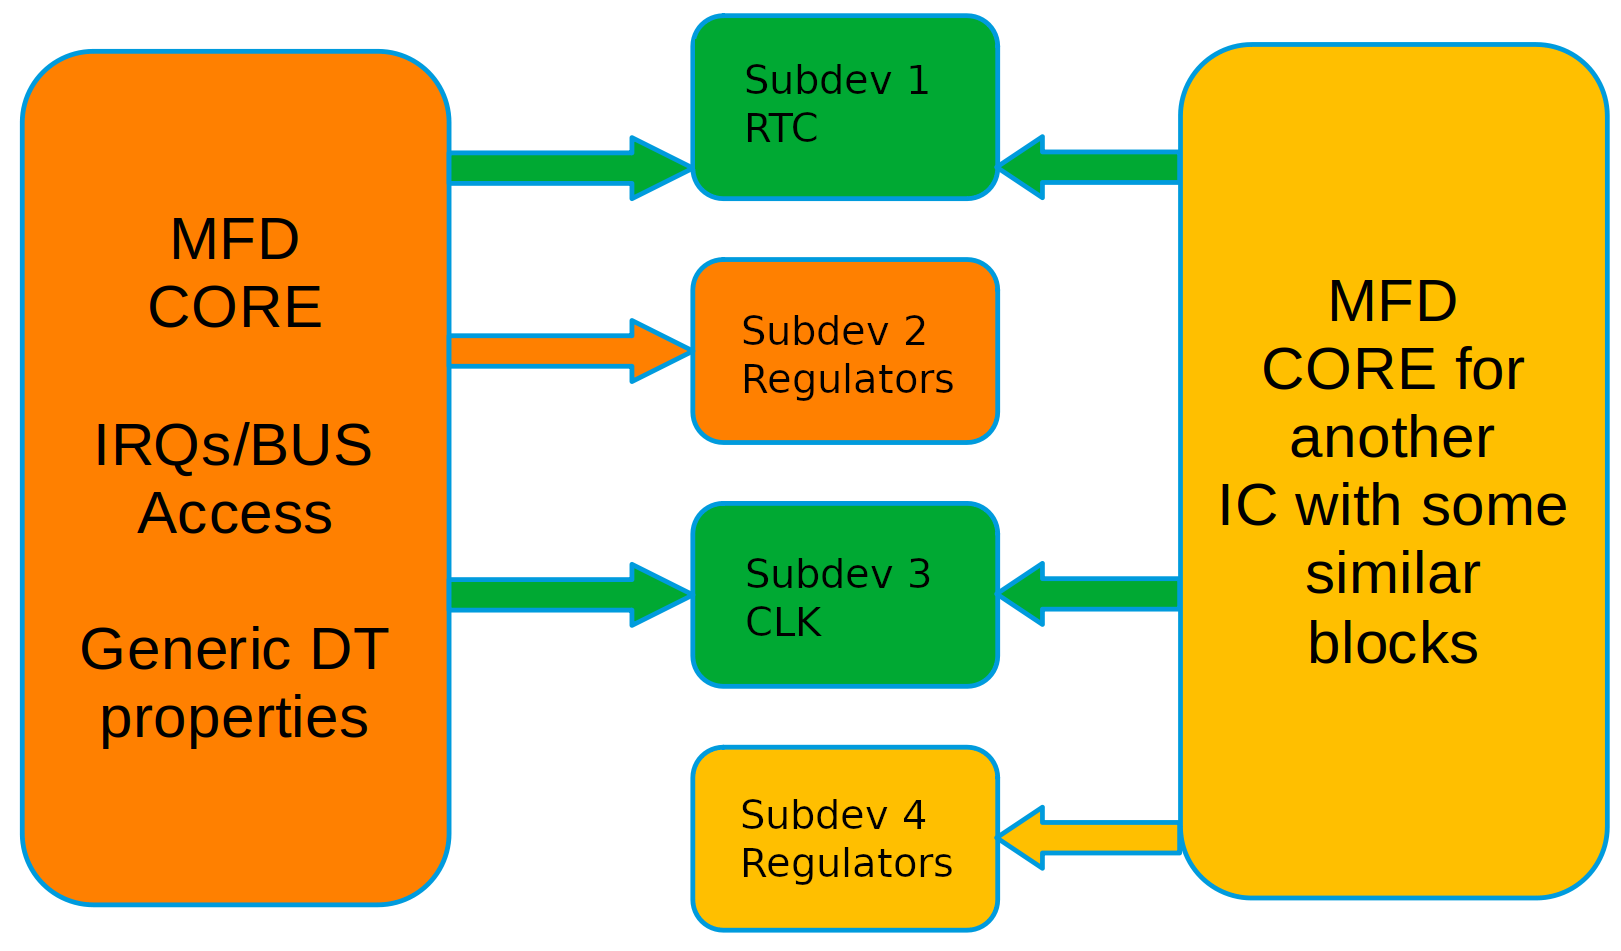 MFD
CORE
IRQs/BUS
Access
Generic DT
properties
Subdev 1
RTC
Subdev 2
Regulators
Subdev 3
CLK
Subdev 4
Regulators
MFD
CORE for
another
IC with some
similar
blocks